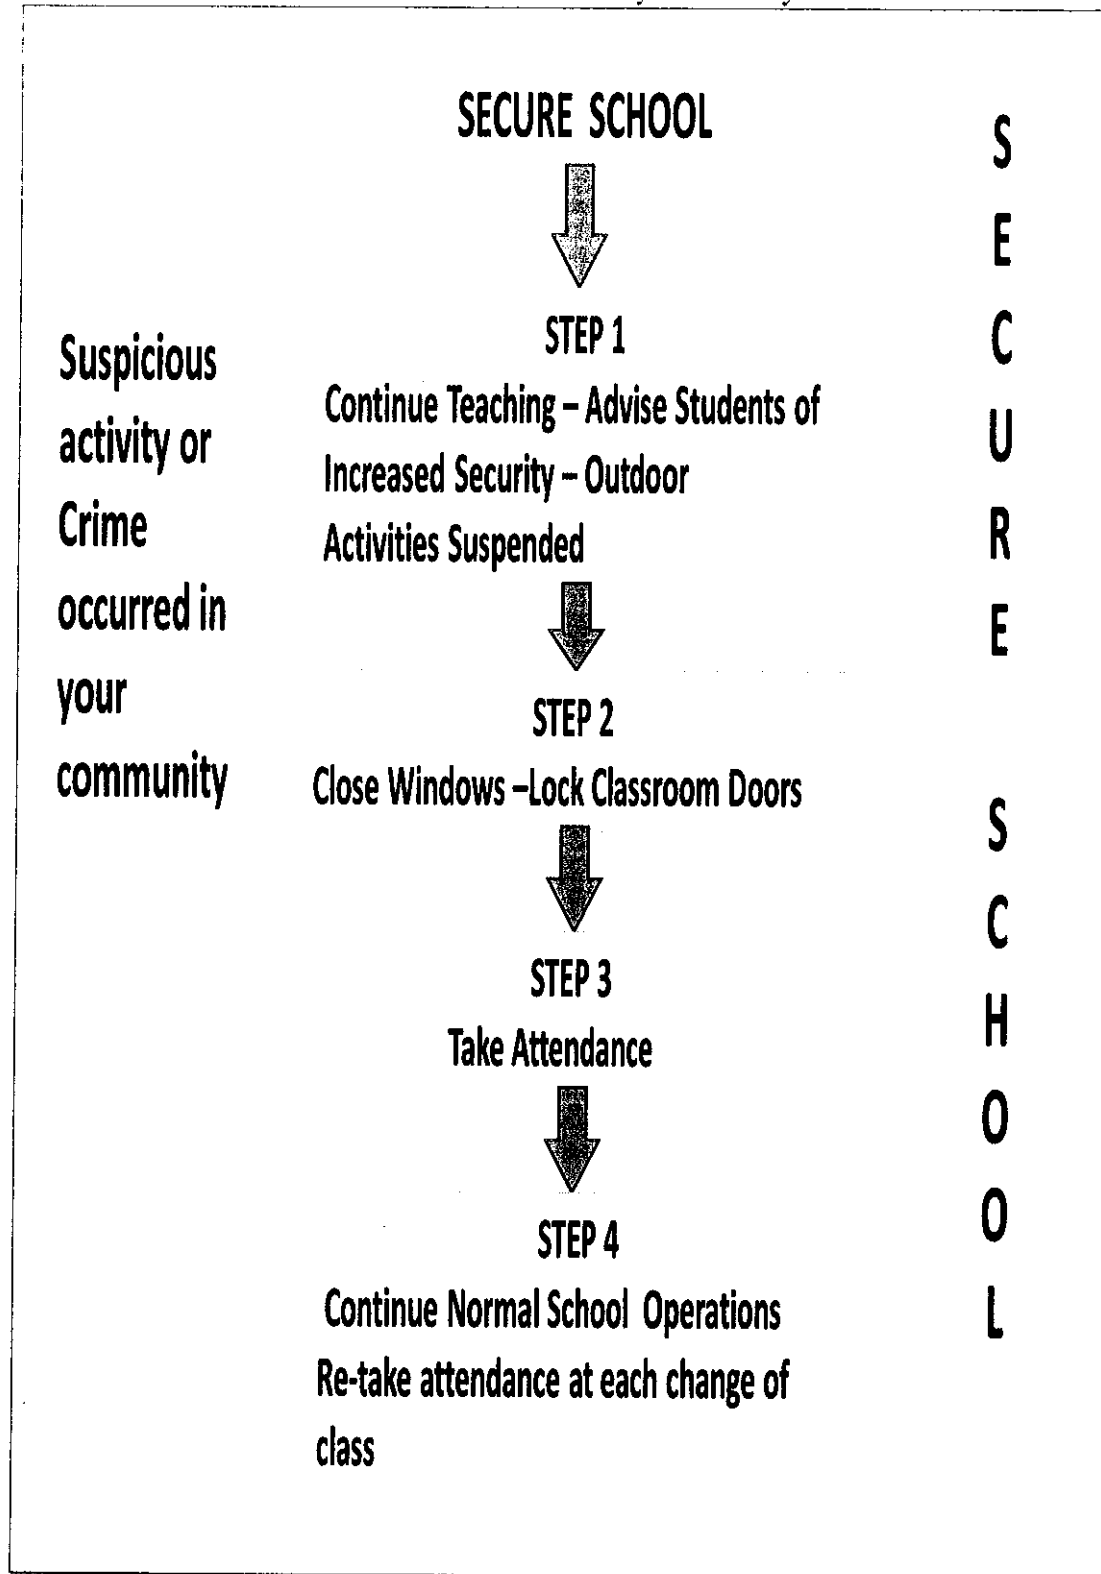 SECURE SCHOOL
STEP 1
Continue Teaching – Advise Students of
Increased Security – Outdoor
Activities Suspended
STEP 2
Close Windows –Lock Classroom Doors
STEP 3
Take Attendance
STEP 4
Continue Normal School Operations
Re-take attendance at each change of
class
Suspicious
activity or
Crime
occurred in
your
community
S
E
C
U
R
E
S
C
H
O
O
L